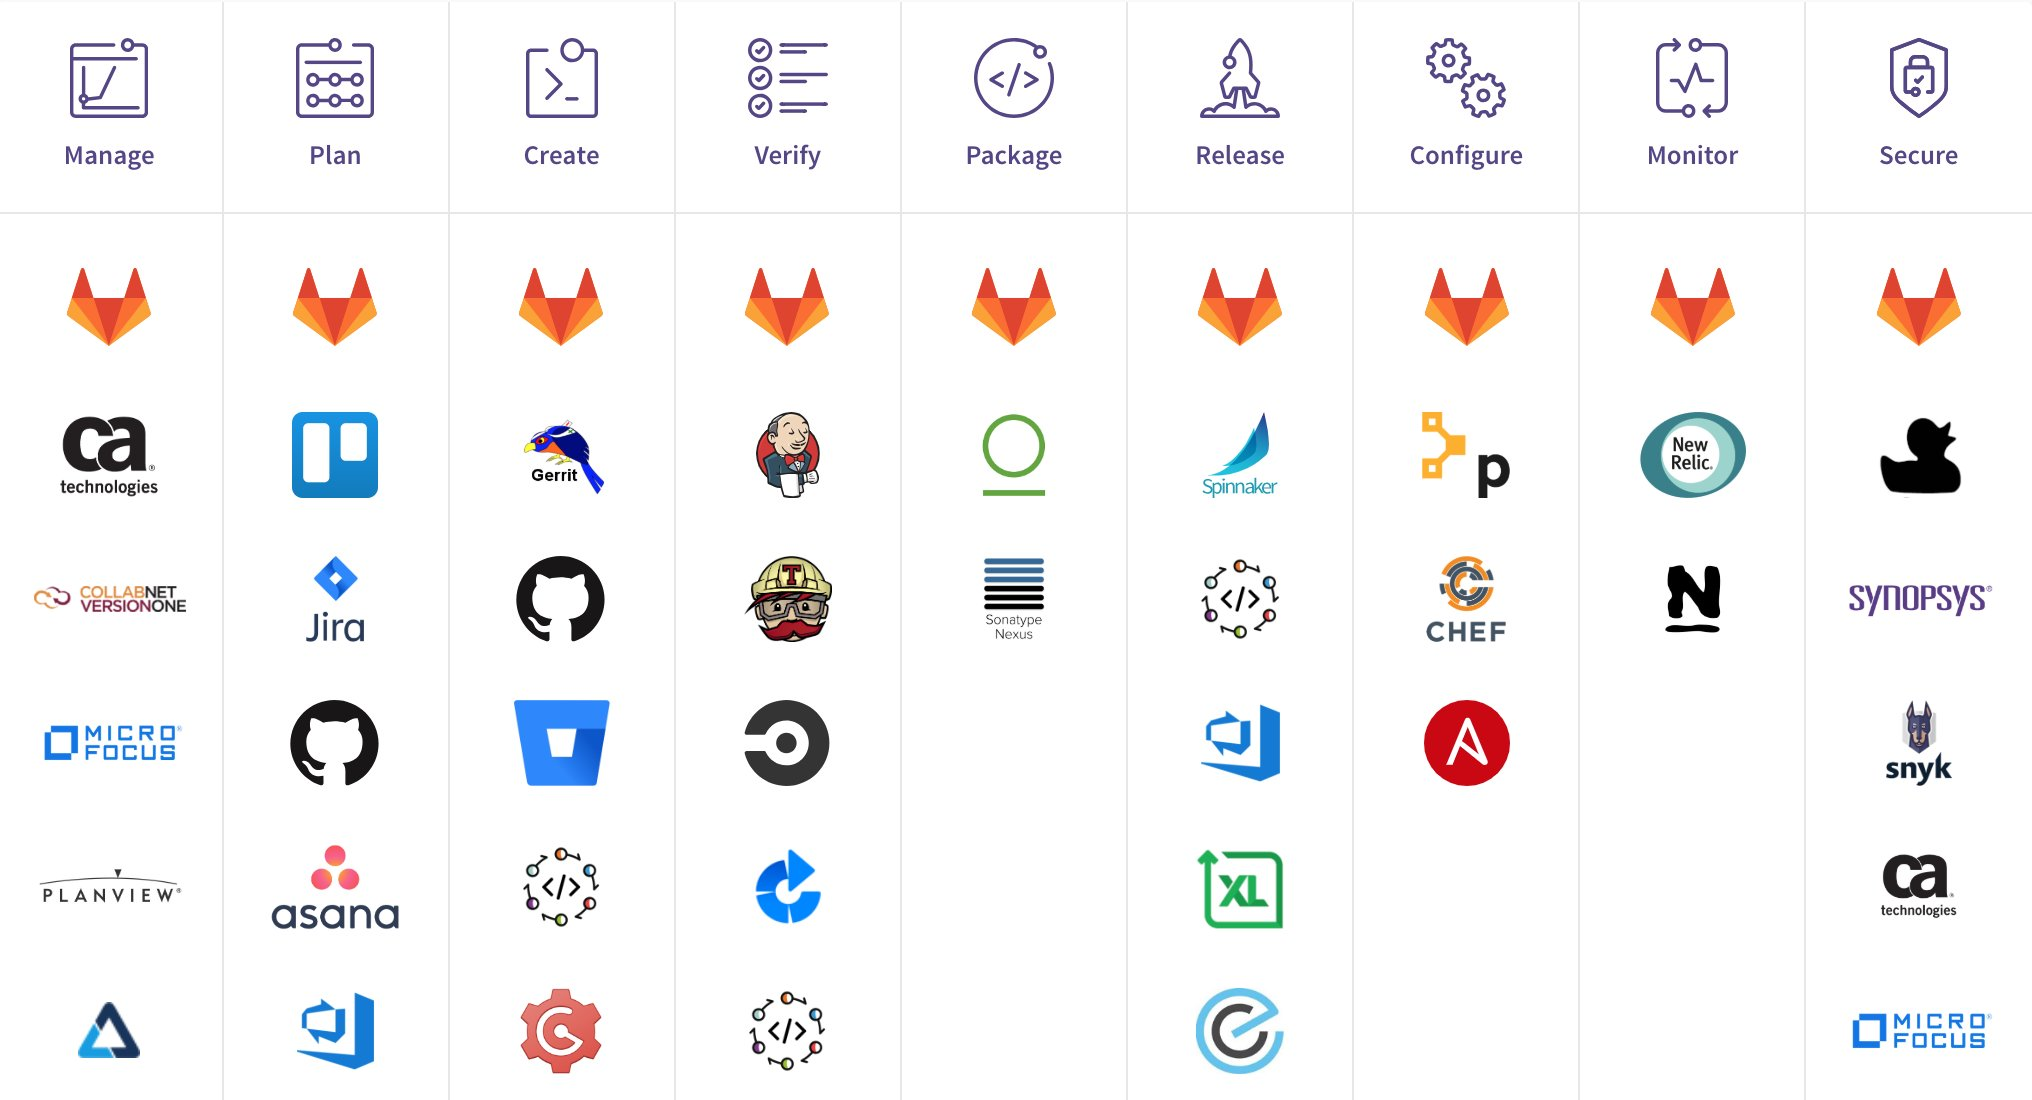 Manage
Plan
Create
Verify
Package
Release
Configure
Monitor
Secure
ca
technologies
Gerrit
Spinnaker
p
New
Relic.
COLLABNET
VERSIONONE
Jira
T
Sonatype
Nexus
</>
CHEF
N
SYNOPSYS®
MICRO
FOCUS
A
snyk
PLANVIEW®
asana
</>
XL
ca
technologies
</>
MICRO
FOCUS